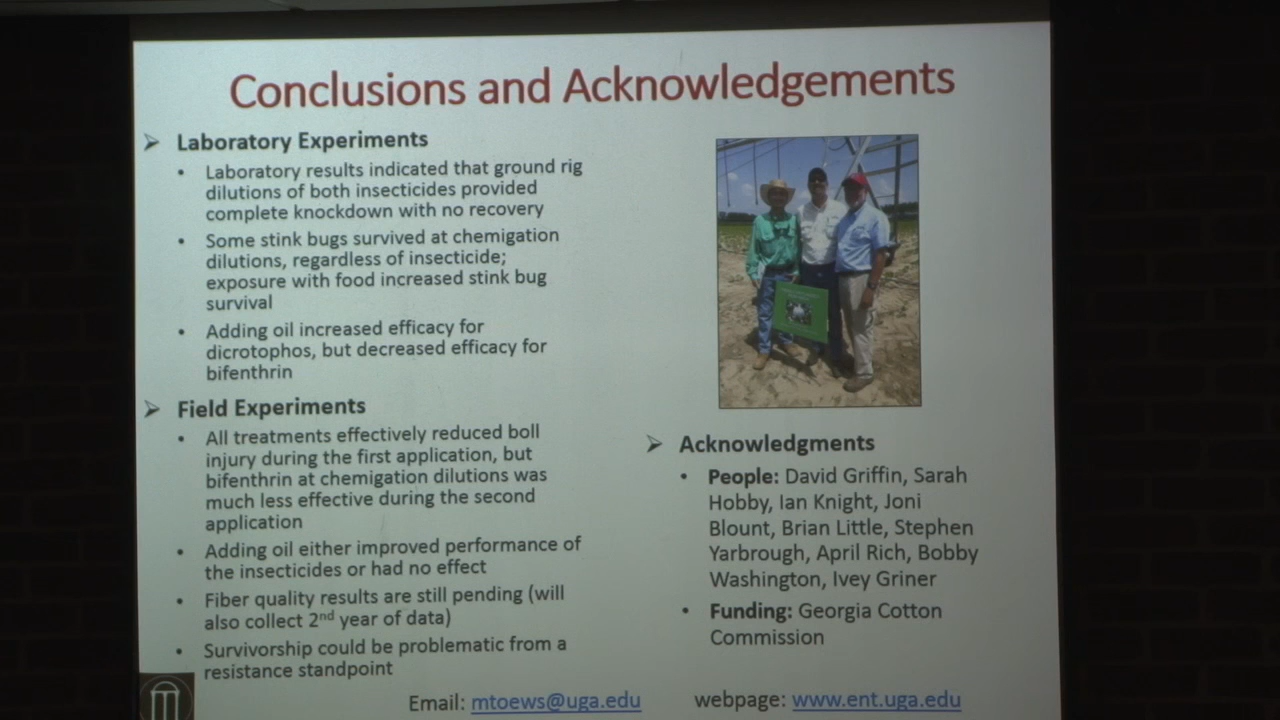 Conclusions and Acknowledgements
➢ Laboratory Experiments
• Laboratory results indicated that ground rig
dilutions of both insecticides provided
complete knockdown with no recovery
• Some stink bugs survived at chemigation
dilutions, regardless of insecticide;
exposure with food increased stink bug
survival
• Adding oil increased efficacy for
dicrotophos, but decreased efficacy for
bifenthrin
➢ Field Experiments
• All treatments effectively reduced boll
injury during the first application, but
bifenthrin at chemigation dilutions was
much less effective during the second
application
• Adding oil either improved performance of
the insecticides or had no effect
• Fiber quality results are still pending (will
also collect 2nd year of data)
• Survivorship could be problematic from a
resistance standpoint
➢ Acknowledgments
• People: David Griffin, Sarah
Hobby, Ian Knight, Joni
Blount, Brian Little, Stephen
Yarbrough, April Rich, Bobby
Washington, Ivey Griner
• Funding: Georgia Cotton
Commission
Email: mtoews@uga.edu webpage: www.ent.uga.edu